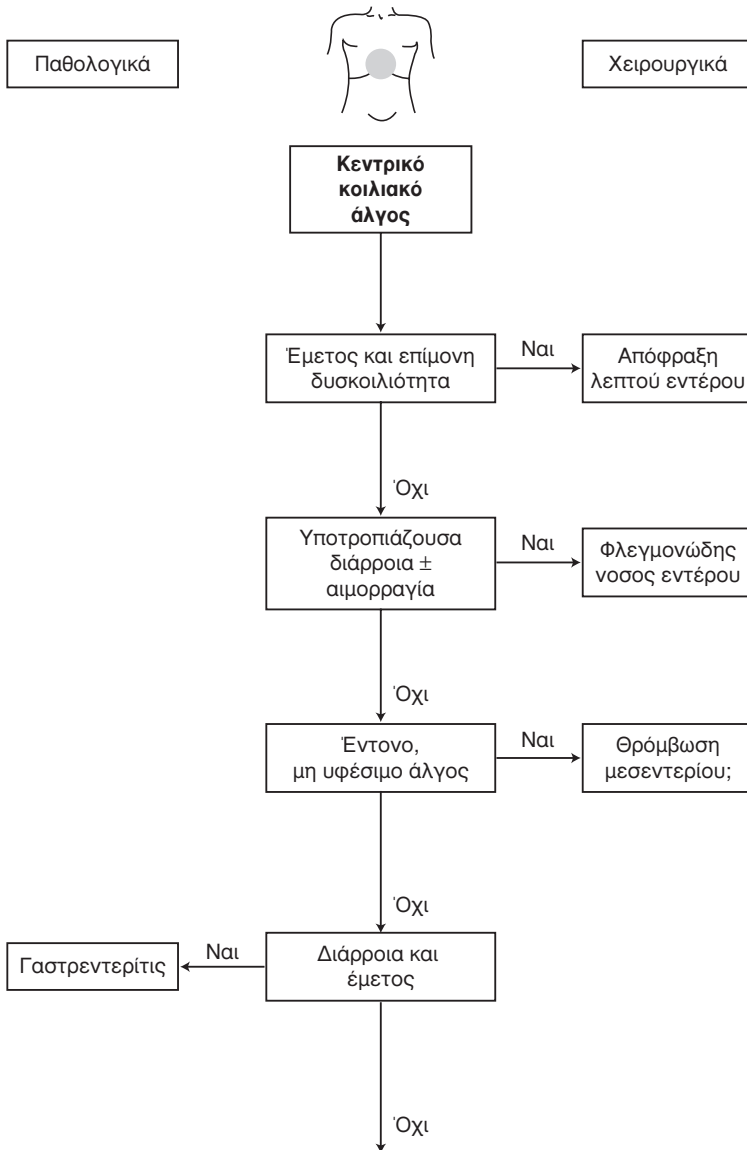 Παθολογικά
Χειρουργικά
Κεντρικό
κοιλιακό
άλγος
Έμετος και επίμονη
δυσκοιλιότητα
Ναι
Απόφραξη
λεπτού εντέρου
Όχι
Υποτροπιάζουσα
διάρροια ±
αιμορραγία
Ναι
Φλεγμονώδης
νοσος εντέρου
Όχι
Έντονο,
μη υφέσιμο άλγος
Ναι
Θρόμβωση
μεσεντερίου;
Όχι
Γαστρεντερίτις
Ναι
Διάρροια και
έμετος
Όχι